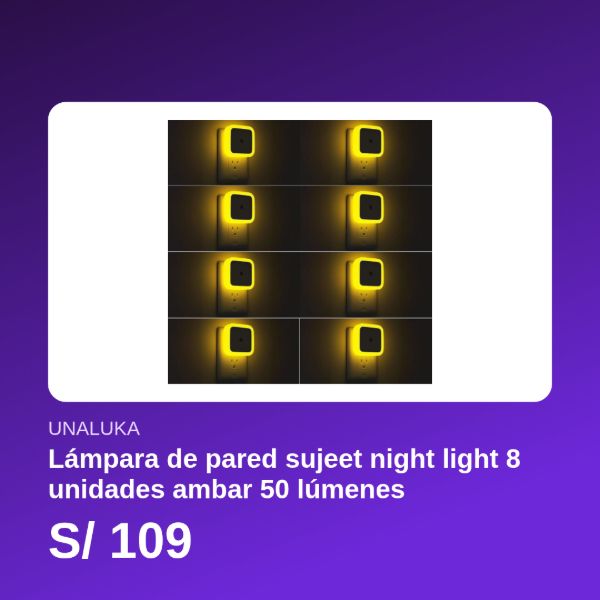 UNALUKA
Lámpara de pared sujeet night light 8
unidades ambar 50 lúmenes
S/ 109